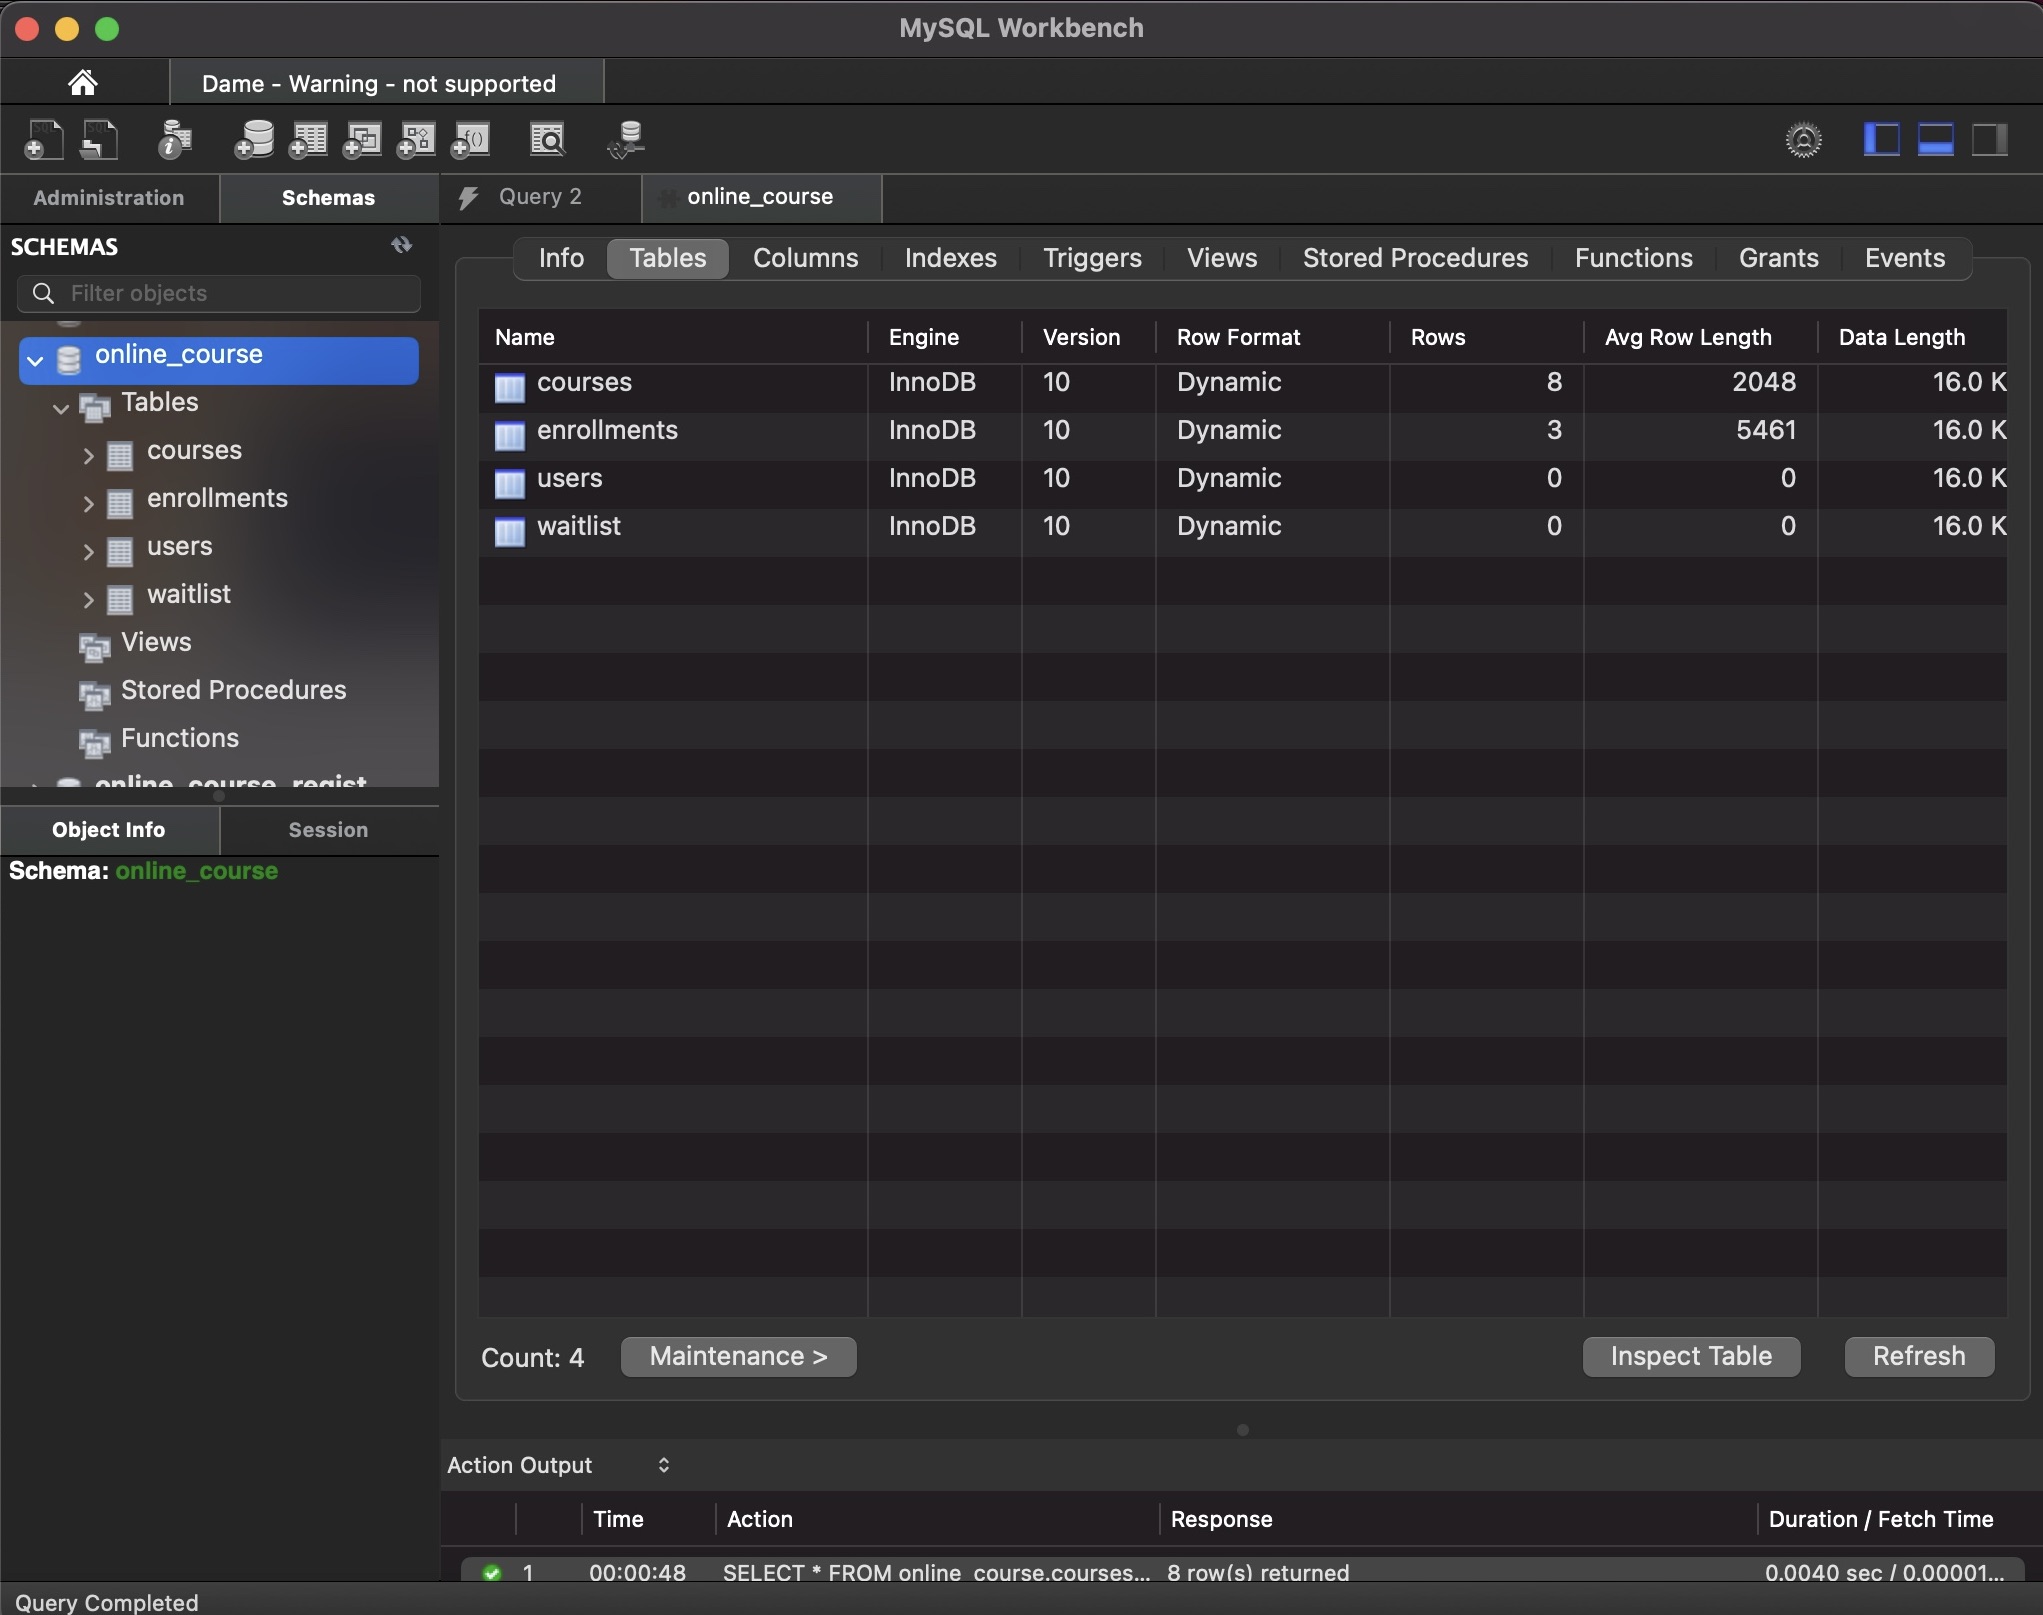 MySQL Workbench
Dame - Warning - not supported
Administration
Schemas
SCHEMAS
Filter objects
online_course
Tables
courses
enrollments
users
waitlist
Views
Stored Procedures
Functions
online_course_regist
Object Info
Session
Schema: online_course
Query 2
online_course
Info Tables Columns Indexes Triggers Views Stored Procedures Functions Grants Events
Name Engine Version Row Format Rows Avg Row Length Data Length
courses InnoDB 10 Dynamic 8 2048 16.0 K
enrollments InnoDB 10 Dynamic 3 5461 16.0 K
users InnoDB 10 Dynamic 0 0 16.0 K
waitlist InnoDB 10 Dynamic 0 0 16.0 K
Count: 4
Maintenance >
Inspect Table
Refresh
Action Output
Time Action Response Duration / Fetch Time
1 00:00:48 SELECT * FROM online_course.courses... 8 row(s) returned 0.0040 sec / 0.00001...
Query Completed